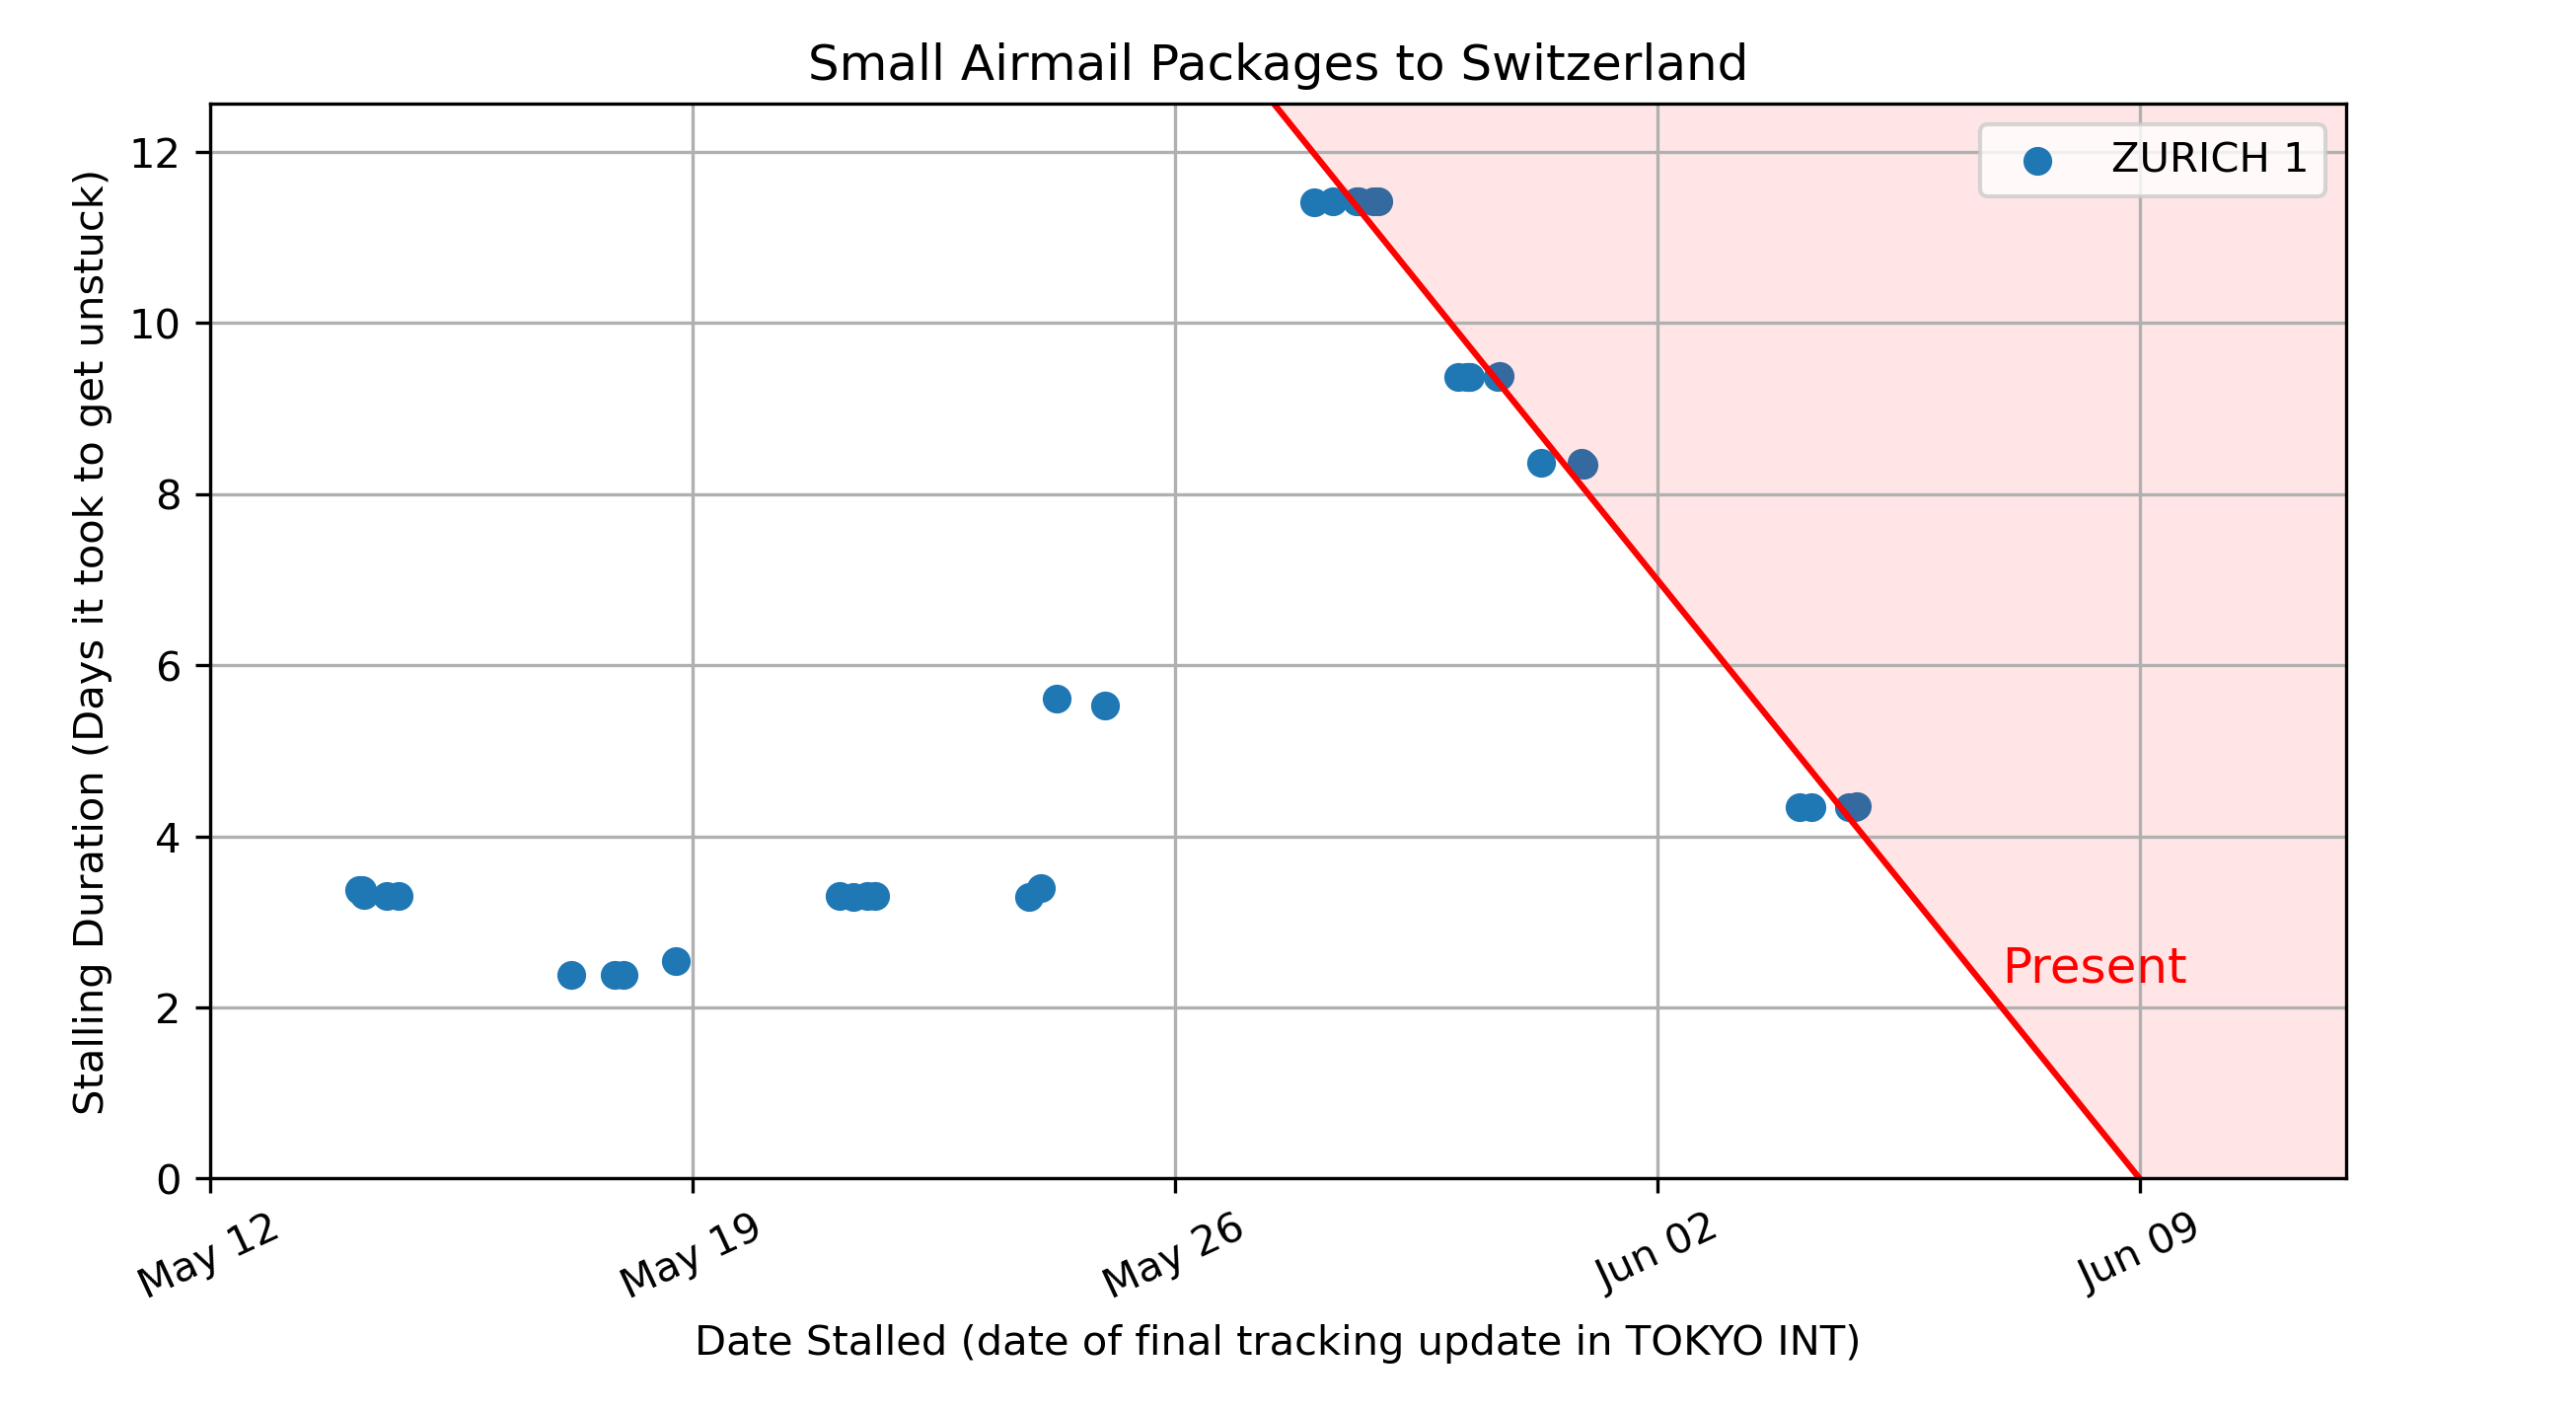 Small Airmail Packages to Switzerland
Stalling Duration (Days it took to get unstuck)
12
10
8
6
4
2
0
ZURICH 1
Present
May 12
May 19
May 26
Jun 02
Jun 09
Date Stalled (date of final tracking update in TOKYO INT)